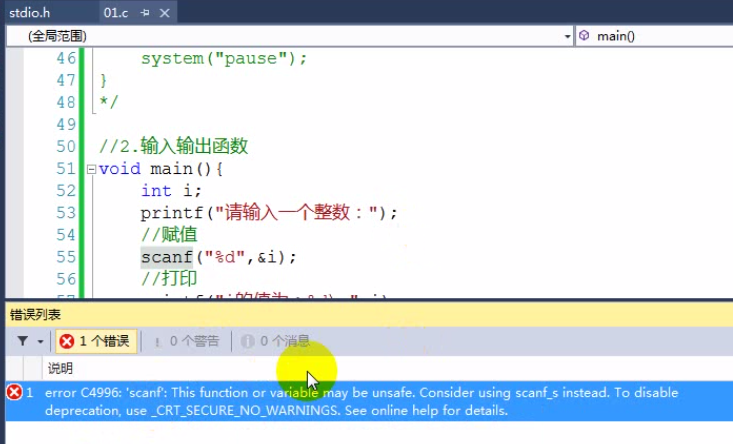 stdio.h 01.c
(全局范围) main()
46 system("pause");
47 }
48 */
49
50 //2.输入输出函数
51 void main(){
52 int i;
53 printf("请输入一个整数：");
54 //赋值
55 scanf("%d",&i);
56 //打印
错误列表
1 个错误 0 个警告 0 个消息
说明
1 error C4996: 'scanf': This function or variable may be unsafe. Consider using scanf_s instead. To disable
deprecation, use _CRT_SECURE_NO_WARNINGS. See online help for details.